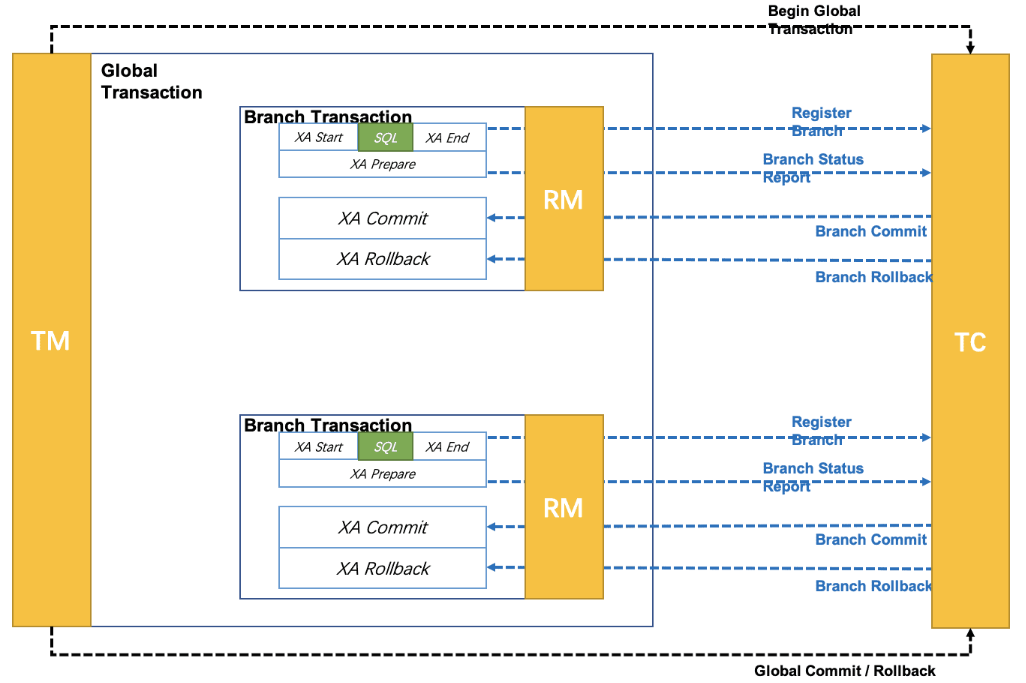 Begin Global
Transaction
Global
Transaction
Branch Transaction
XA Start SQL XA End
XA Prepare
XA Commit
XA Rollback
RM
Register
Branch
Branch Status
Report
Branch Commit
Branch Rollback
TM
TC
Branch Transaction
XA Start SQL XA End
XA Prepare
XA Commit
XA Rollback
RM
Register
Branch
Branch Status
Report
Branch Commit
Branch Rollback
Global Commit / Rollback